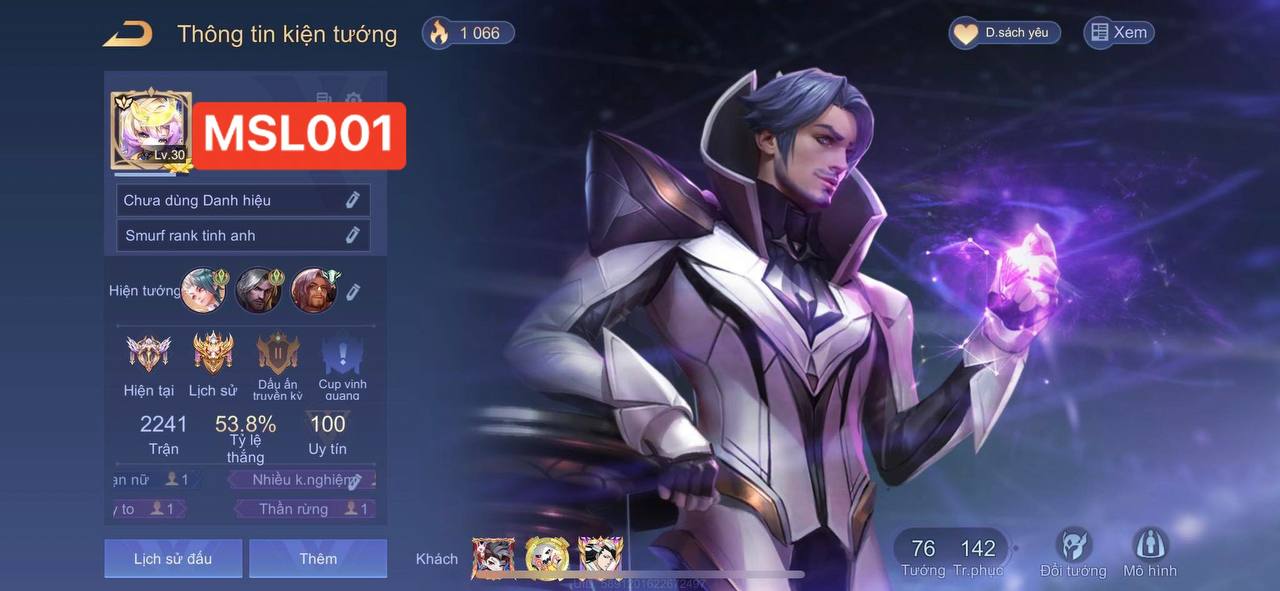 Thông tin kiện tướng
1 066
D.sách yêu
Xem
MSL001
Lv.30
Chưa dùng Danh hiệu
Smurf rank tinh anh
Hiện tướng
Hiện tại
Lịch sử
Dấu ấn
truyền kỳ
Cup vinh
quang
2241
53.8%
100
Trận
Tỷ lệ
thắng
Uy tín
ạn nữ 1
Nhiều k.nghiệm
y to 1
Thần rừng 1
Lịch sử đấu
Thêm
Khách
76
142
Tướng
Tr.phục
Đổi tướng
Mô hình